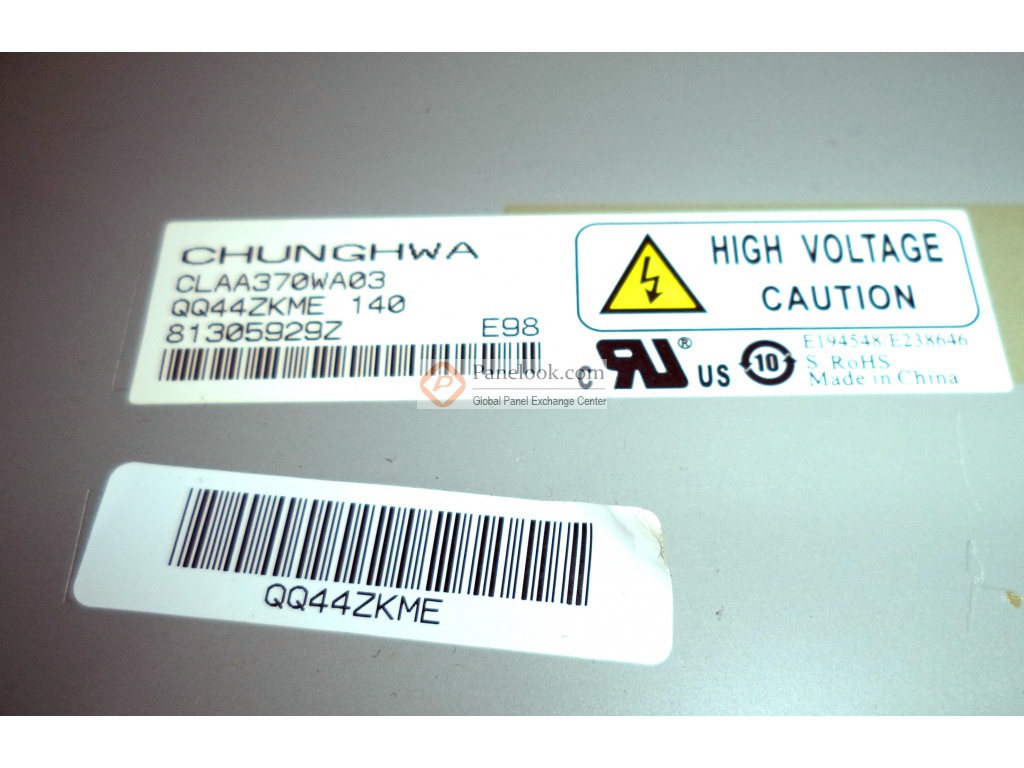 CHUNGHWA
CLAA370WA03
QQ44ZKME 140
81305929Z E98
HIGH VOLTAGE
CAUTION
c RU ® US
10
E194548/E238646
S RoHS
Made in China
Panelook.com
Global Panel Exchange Center
QQ44ZKME